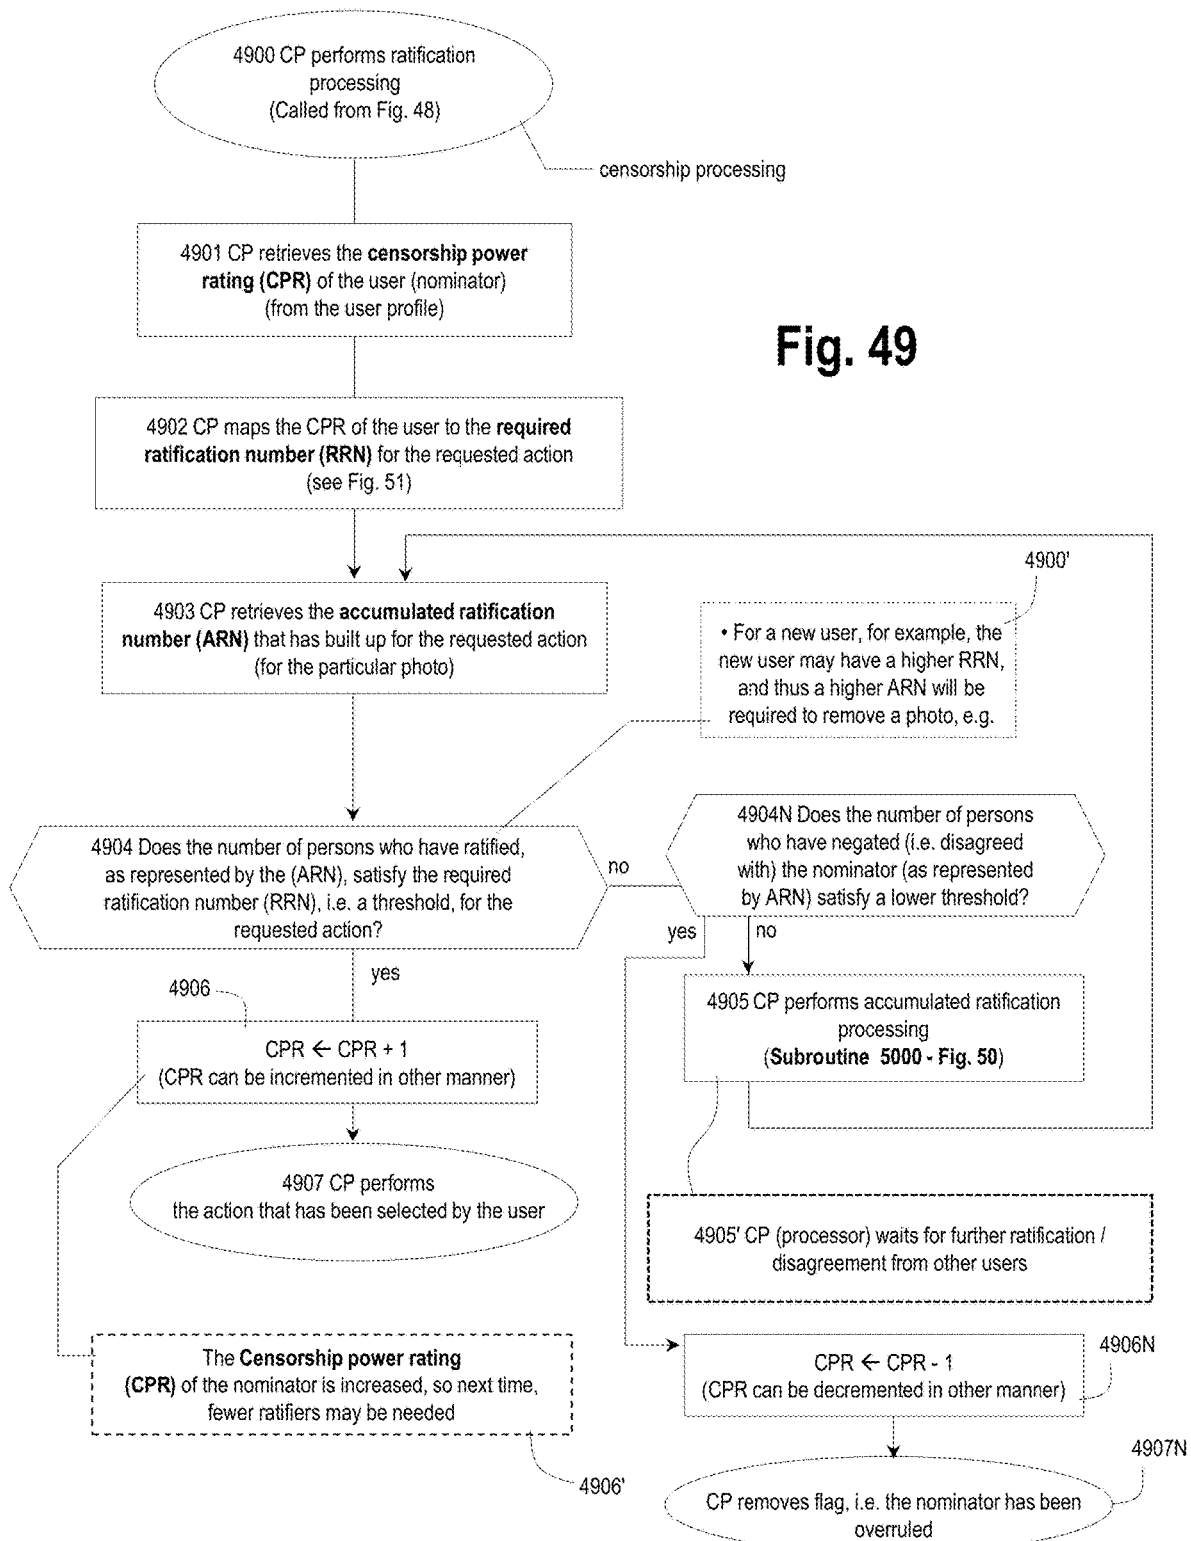 4900 CP performs ratification
processing
(Called from Fig. 48)
censorship processing
4901 CP retrieves the censorship power
rating (CPR) of the user (nominator)
(from the user profile)
Fig. 49
4902 CP maps the CPR of the user to the required
ratification number (RRN) for the requested action
(see Fig. 51)
4900'
4903 CP retrieves the accumulated ratification
number (ARN) that has built up for the requested action
(for the particular photo)
• For a new user, for example, the
new user may have a higher RRN,
and thus a higher ARN will be
required to remove a photo, e.g.
4904 Does the number of persons who have ratified,
as represented by the (ARN), satisfy the required
ratification number (RRN), i.e. a threshold, for the
requested action?
no
4904N Does the number of persons
who have negated (i.e. disagreed
with) the nominator (as represented
by ARN) satisfy a lower threshold?
yes
no
yes
4906
CPR ← CPR + 1
(CPR can be incremented in other manner)
4905 CP performs accumulated ratification
processing
(Subroutine 5000 - Fig. 50)
4907 CP performs
the action that has been selected by the user
4905' CP (processor) waits for further ratification /
disagreement from other users
The Censorship power rating
(CPR) of the nominator is increased, so next time,
fewer ratifiers may be needed
4906'
CPR ← CPR - 1
(CPR can be decremented in other manner)
4906N
4907N
CP removes flag, i.e. the nominator has been
overruled